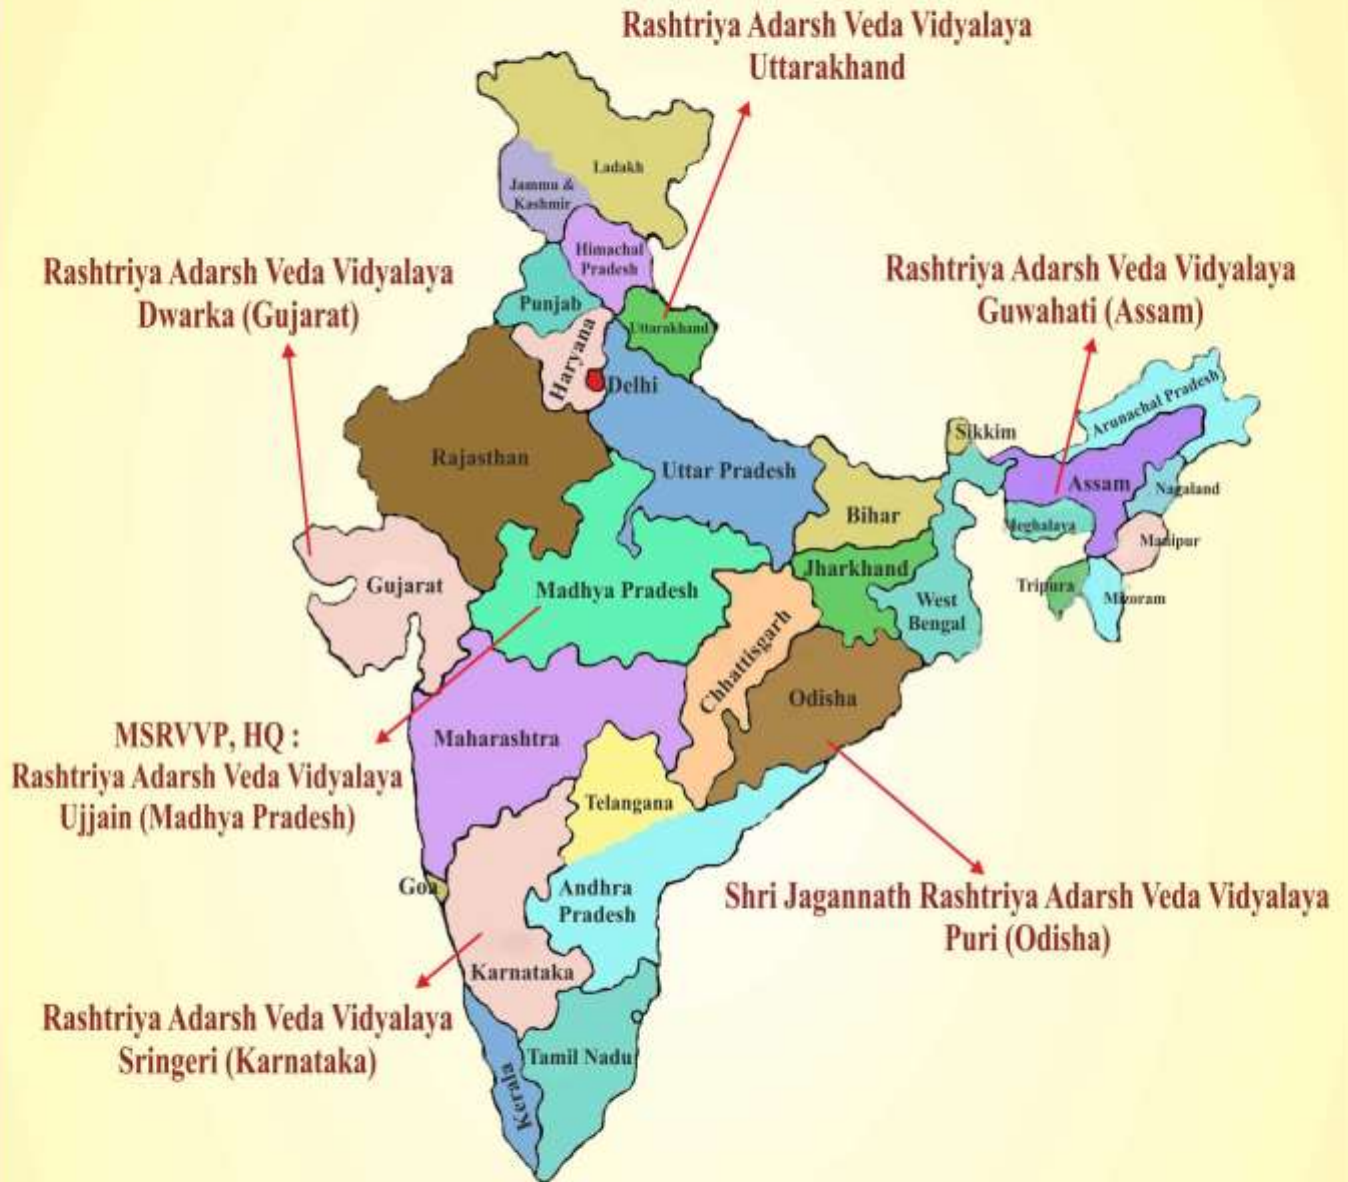 Rashtriya Adarsh Veda Vidyalaya
Uttarakhand
Ladakh
Jammu &
Kashmir
Himachal
Pradesh
Rashtriya Adarsh Veda Vidyalaya
Dwarka (Gujarat)
Rashtriya Adarsh Veda Vidyalaya
Guwahati (Assam)
Punjab
Uttarakhand
Haryana
Delhi
Arunachal Pradesh
Sikkim
Rajasthan
Uttar Pradesh
Assam
Nagaland
Bihar
Meghalaya
Manipur
Jharkhand
Gujarat
Madhya Pradesh
Tripura
Mizoram
West
Bengal
Chhattisgarh
Odisha
MSRVVP, HQ :
Rashtriya Adarsh Veda Vidyalaya
Ujjain (Madhya Pradesh)
Maharashtra
Telangana
Goa
Andhra
Pradesh
Shri Jagannath Rashtriya Adarsh Veda Vidyalaya
Puri (Odisha)
Karnataka
Rashtriya Adarsh Veda Vidyalaya
Sringeri (Karnataka)
Tamil Nadu
Kerala